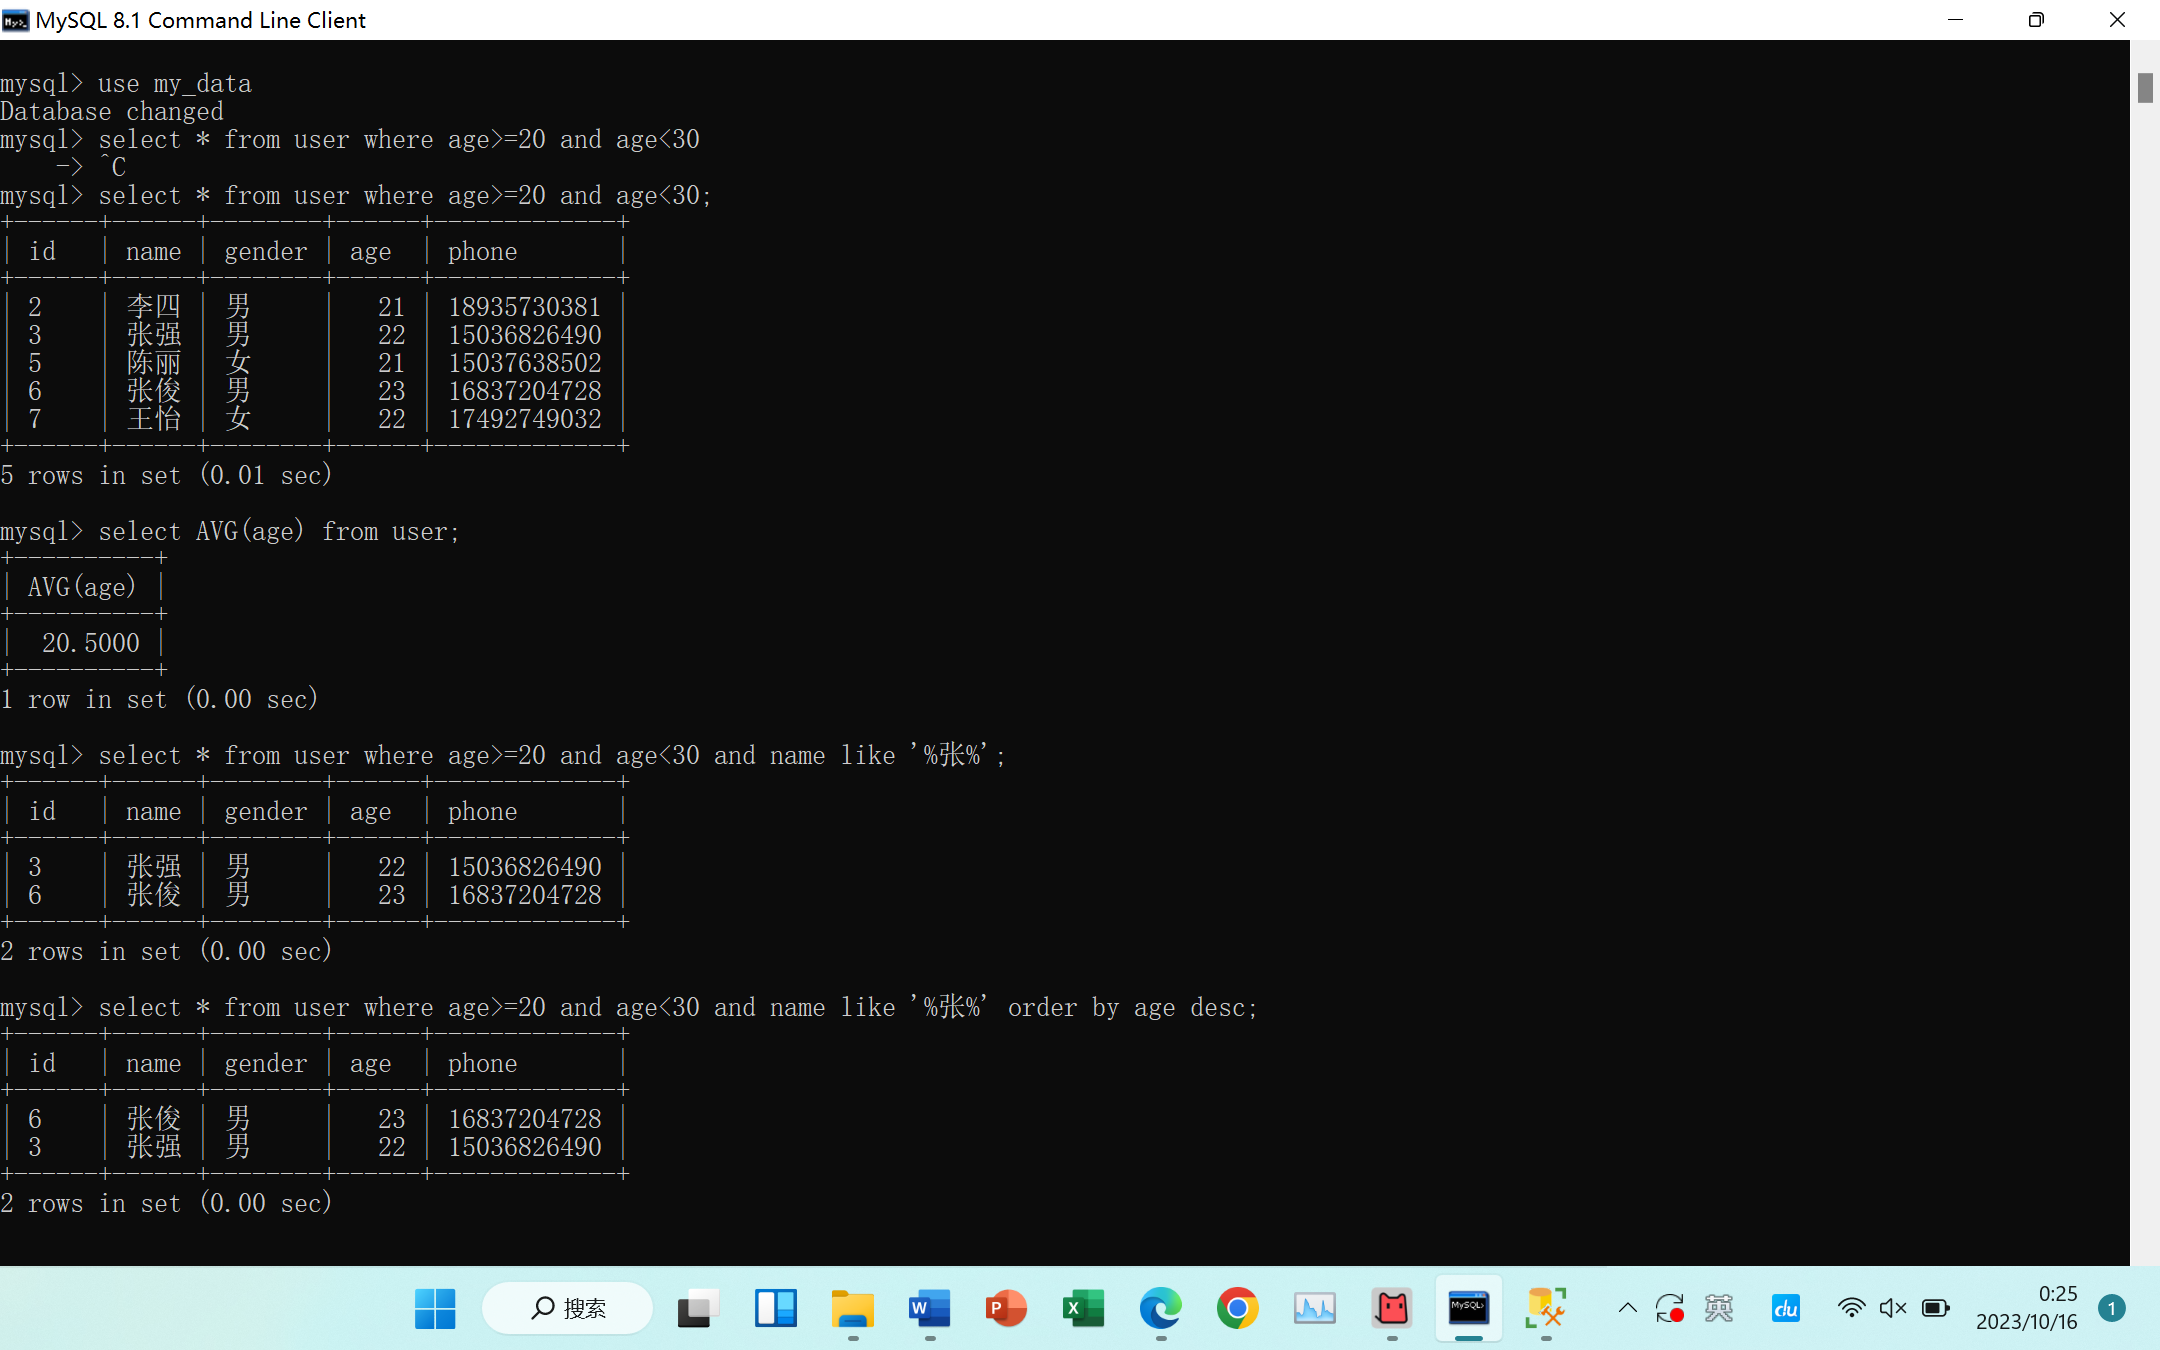 MySQL 8.1 Command Line Client
mysql> use my_data
Database changed
mysql> select * from user where age>=20 and age<30
    -> ^C
mysql> select * from user where age>=20 and age<30;
+------+------+--------+------+-------------+
| id   | name | gender | age  | phone       |
+------+------+--------+------+-------------+
| 2    | 李四 | 男     |   21 | 18935730381 |
| 3    | 张强 | 男     |   22 | 15036826490 |
| 5    | 陈丽 | 女     |   21 | 15037638502 |
| 6    | 张俊 | 男     |   23 | 16837204728 |
| 7    | 王怡 | 女     |   22 | 17492749032 |
+------+------+--------+------+-------------+
5 rows in set (0.01 sec)
mysql> select AVG(age) from user;
+----------+
| AVG(age) |
+----------+
|  20.5000 |
+----------+
1 row in set (0.00 sec)
mysql> select * from user where age>=20 and age<30 and name like '%张%';
+------+------+--------+------+-------------+
| id   | name | gender | age  | phone       |
+------+------+--------+------+-------------+
| 3    | 张强 | 男     |   22 | 15036826490 |
| 6    | 张俊 | 男     |   23 | 16837204728 |
+------+------+--------+------+-------------+
2 rows in set (0.00 sec)
mysql> select * from user where age>=20 and age<30 and name like '%张%' order by age desc;
+------+------+--------+------+-------------+
| id   | name | gender | age  | phone       |
+------+------+--------+------+-------------+
| 6    | 张俊 | 男     |   23 | 16837204728 |
| 3    | 张强 | 男     |   22 | 15036826490 |
+------+------+--------+------+-------------+
2 rows in set (0.00 sec)
搜索
W
P
X
MySQL
英
du
0:25
2023/10/16
1